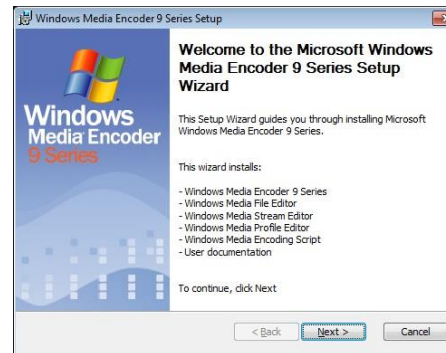 Windows Media Encoder 9 Series Setup
Welcome to the Microsoft Windows
Media Encoder 9 Series Setup
Wizard
Windows
Media Encoder
9 Series
This Setup Wizard guides you through installing Microsoft
Windows Media Encoder 9 Series.
This wizard installs:
- Windows Media Encoder 9 Series
- Windows Media File Editor
- Windows Media Stream Editor
- Windows Media Profile Editor
- Windows Media Encoding Script
- User documentation
To continue, click Next
< Back
Next >
Cancel